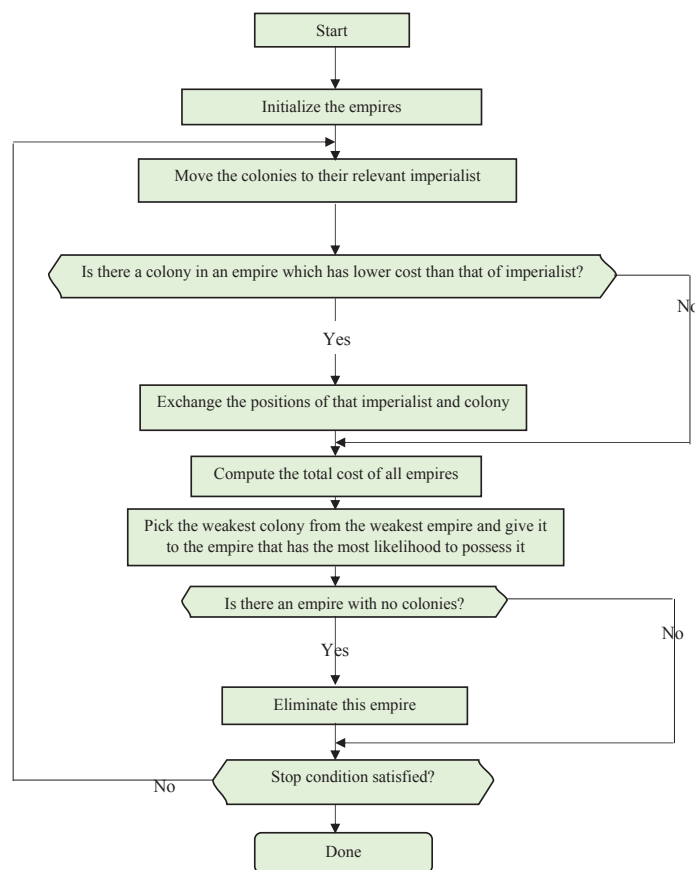 Start
Initialize the empires
Move the colonies to their relevant imperialist
Is there a colony in an empire which has lower cost than that of imperialist?
No
Yes
Exchange the positions of that imperialist and colony
Compute the total cost of all empires
Pick the weakest colony from the weakest empire and give it
to the empire that has the most likelihood to possess it
Is there an empire with no colonies?
No
Yes
Eliminate this empire
Stop condition satisfied?
No
Done